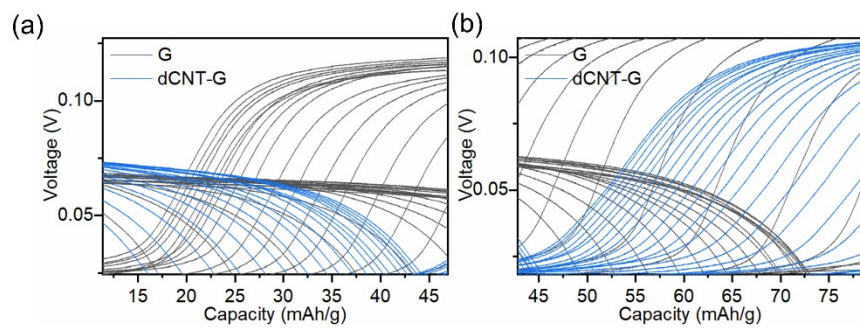 (a)
G
dCNT-G
0.10
0.05
Voltage (V)
15 20 25 30 35 40 45
Capacity (mAh/g)
(b)
0.10
G
dCNT-G
0.05
Voltage (V)
45 50 55 60 65 70 75
Capacity (mAh/g)